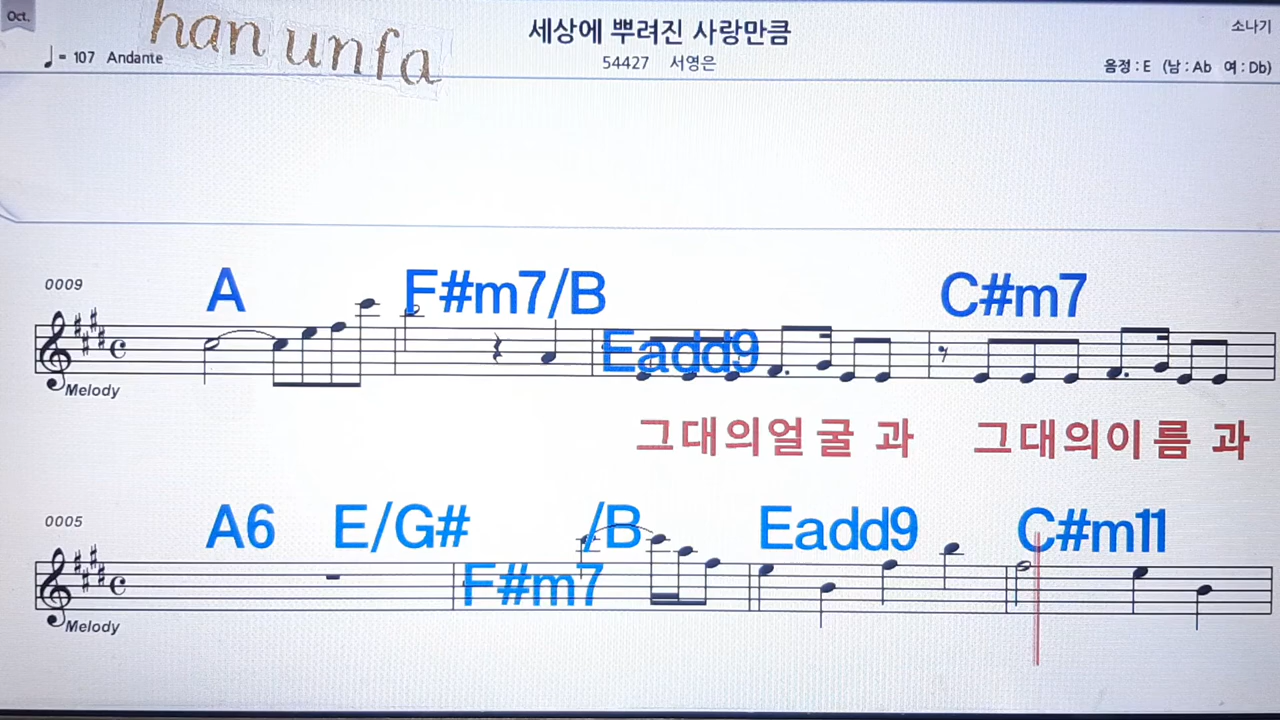 Oct.
han unfa
세상에 뿌려진 사랑만큼
소나기
♩= 107 Andante
54427 서영은
음정 : E (남 : Ab 여 : Db)
0009
A F#m7/B Eadd9 C#m7
Melody
그대의얼굴 과 그대의이름 과
0005
A6 E/G# F#m7 /B Eadd9 C#m11
Melody